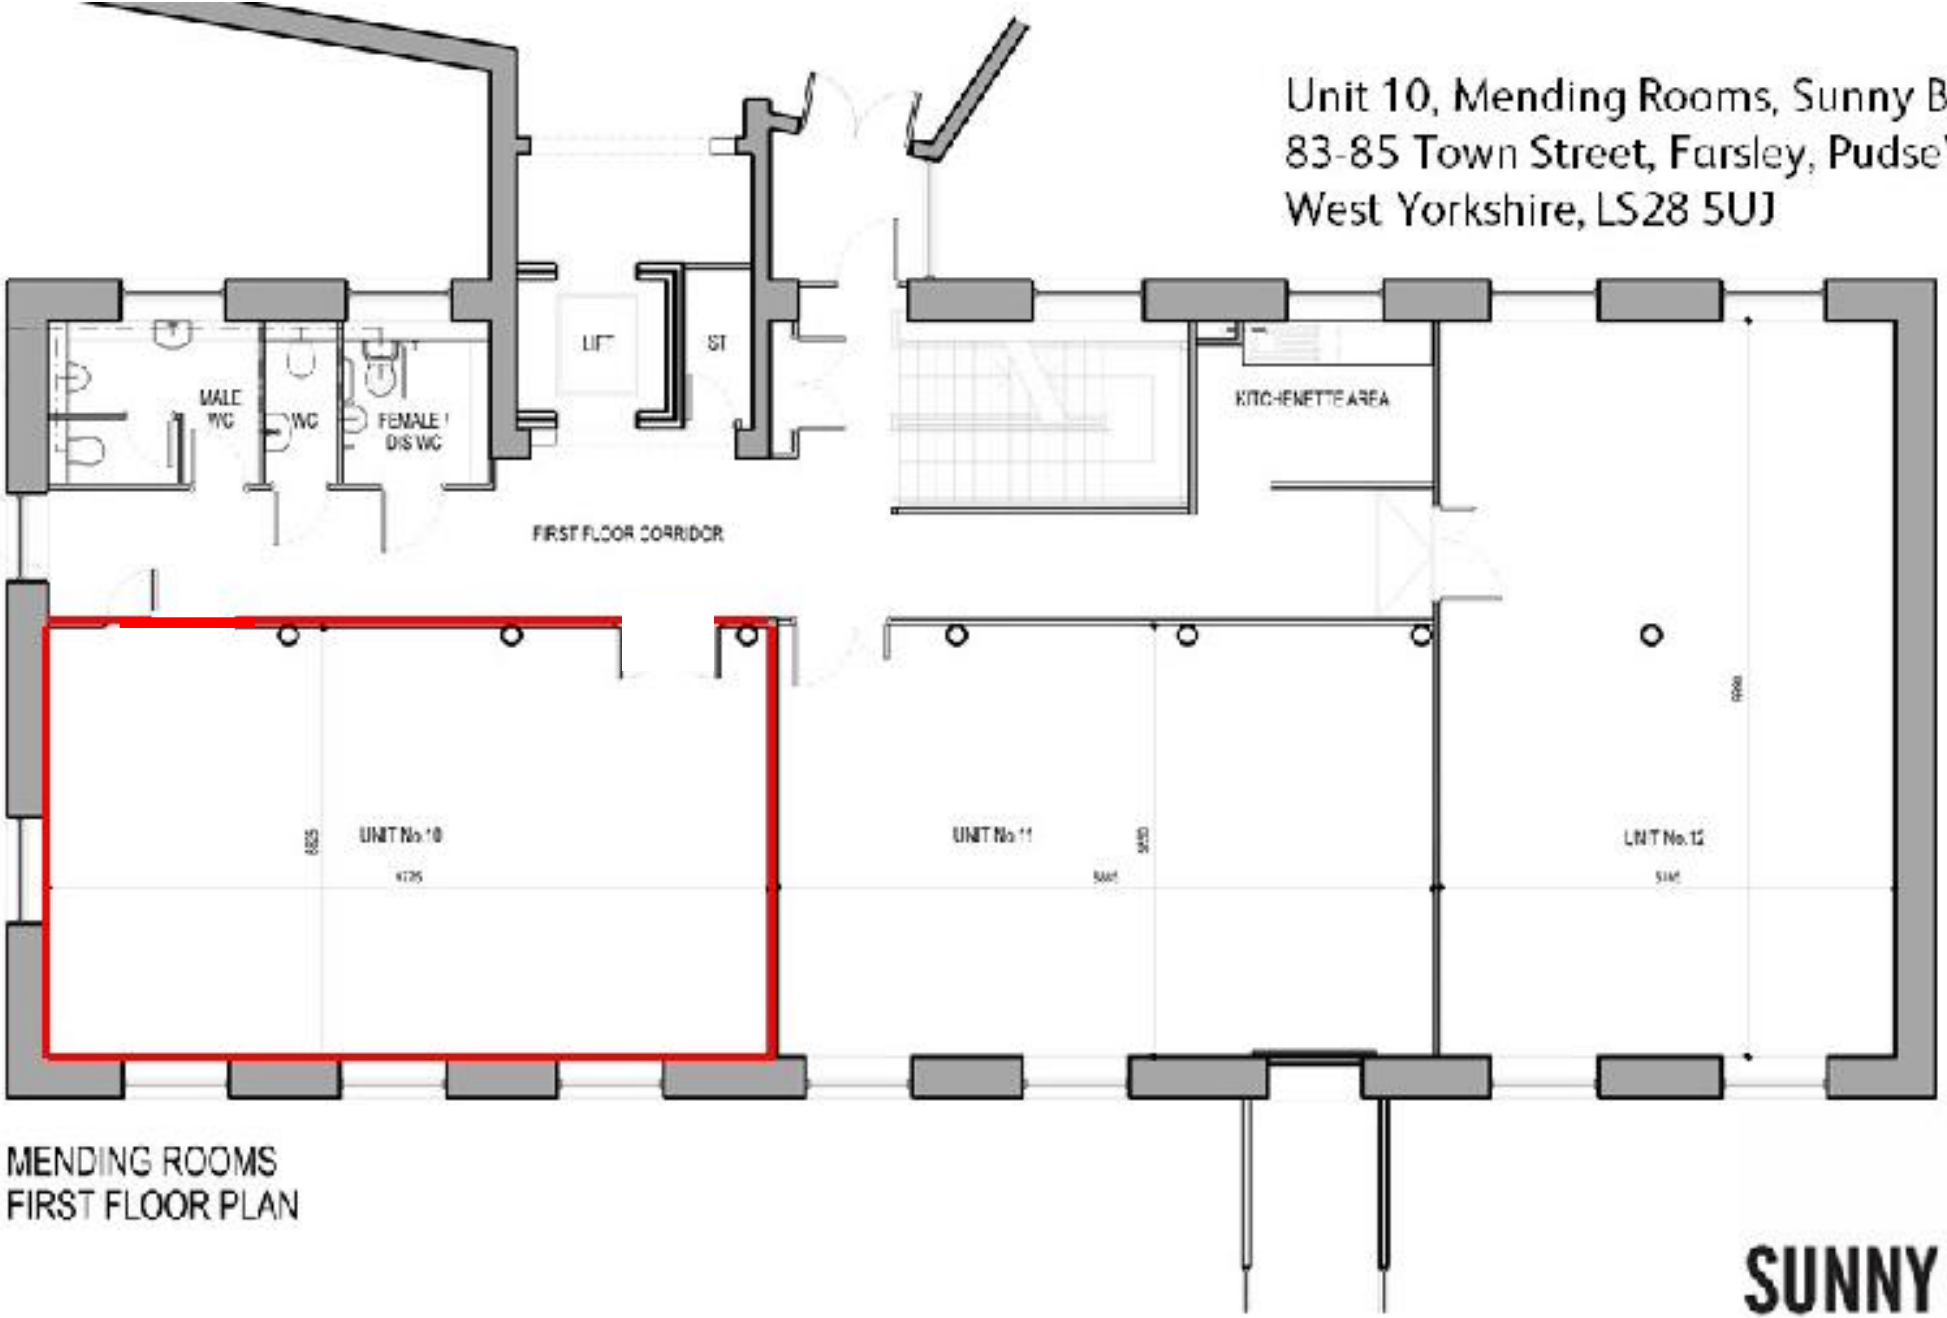 Unit 10, Mending Rooms, Sunny B
83-85 Town Street, Farsley, Pudsey
West Yorkshire, LS28 5UJ
LIFT
ST
MALE
WC
WC
FEMALE /
DIS WC
KITCHENETTE AREA
FIRST FLOOR CORRIDOR
UNIT No.10
UNIT No.11
UNIT No.12
MENDING ROOMS
FIRST FLOOR PLAN
SUNNY